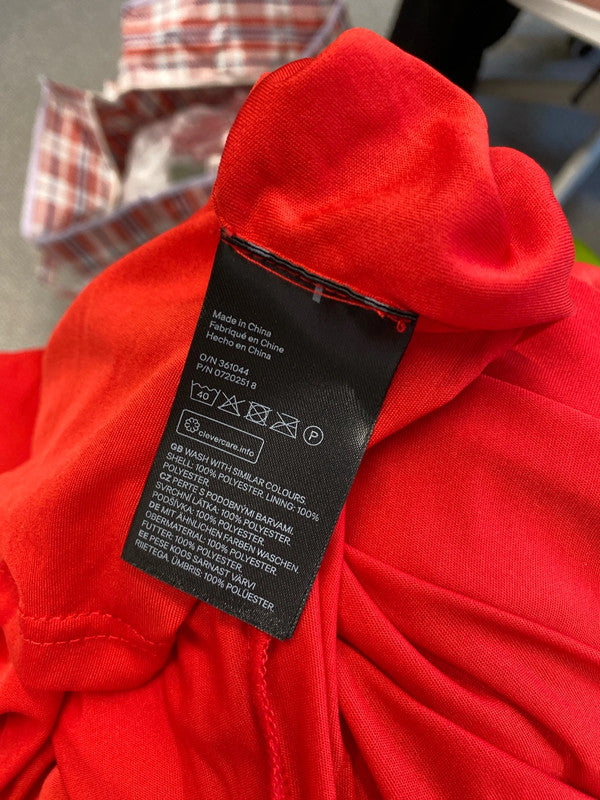 Made in China
Fabriqué en Chine
Hecho en China
O/N 361044
P/N 0720251 8
40
P
clevercare.info
GB WASH WITH SIMILAR COLOURS.
SHELL: 100% POLYESTER. LINING: 100%
POLYESTER.
CZ PERTE S PODOBNÝMI BARVAMI.
SVRCHNÍ LÁTKA: 100% POLYESTER.
PODŠÍVKA: 100% POLYESTER.
DE MIT ÄHNLICHEN FARBEN WASCHEN.
OBERMATERIAL: 100% POLYESTER.
FUTTER: 100% POLYESTER.
EE PESE KOOS SARNAST VÄRVI
RIIETEGA. ÜMBRIS: 100% POLÜESTER.